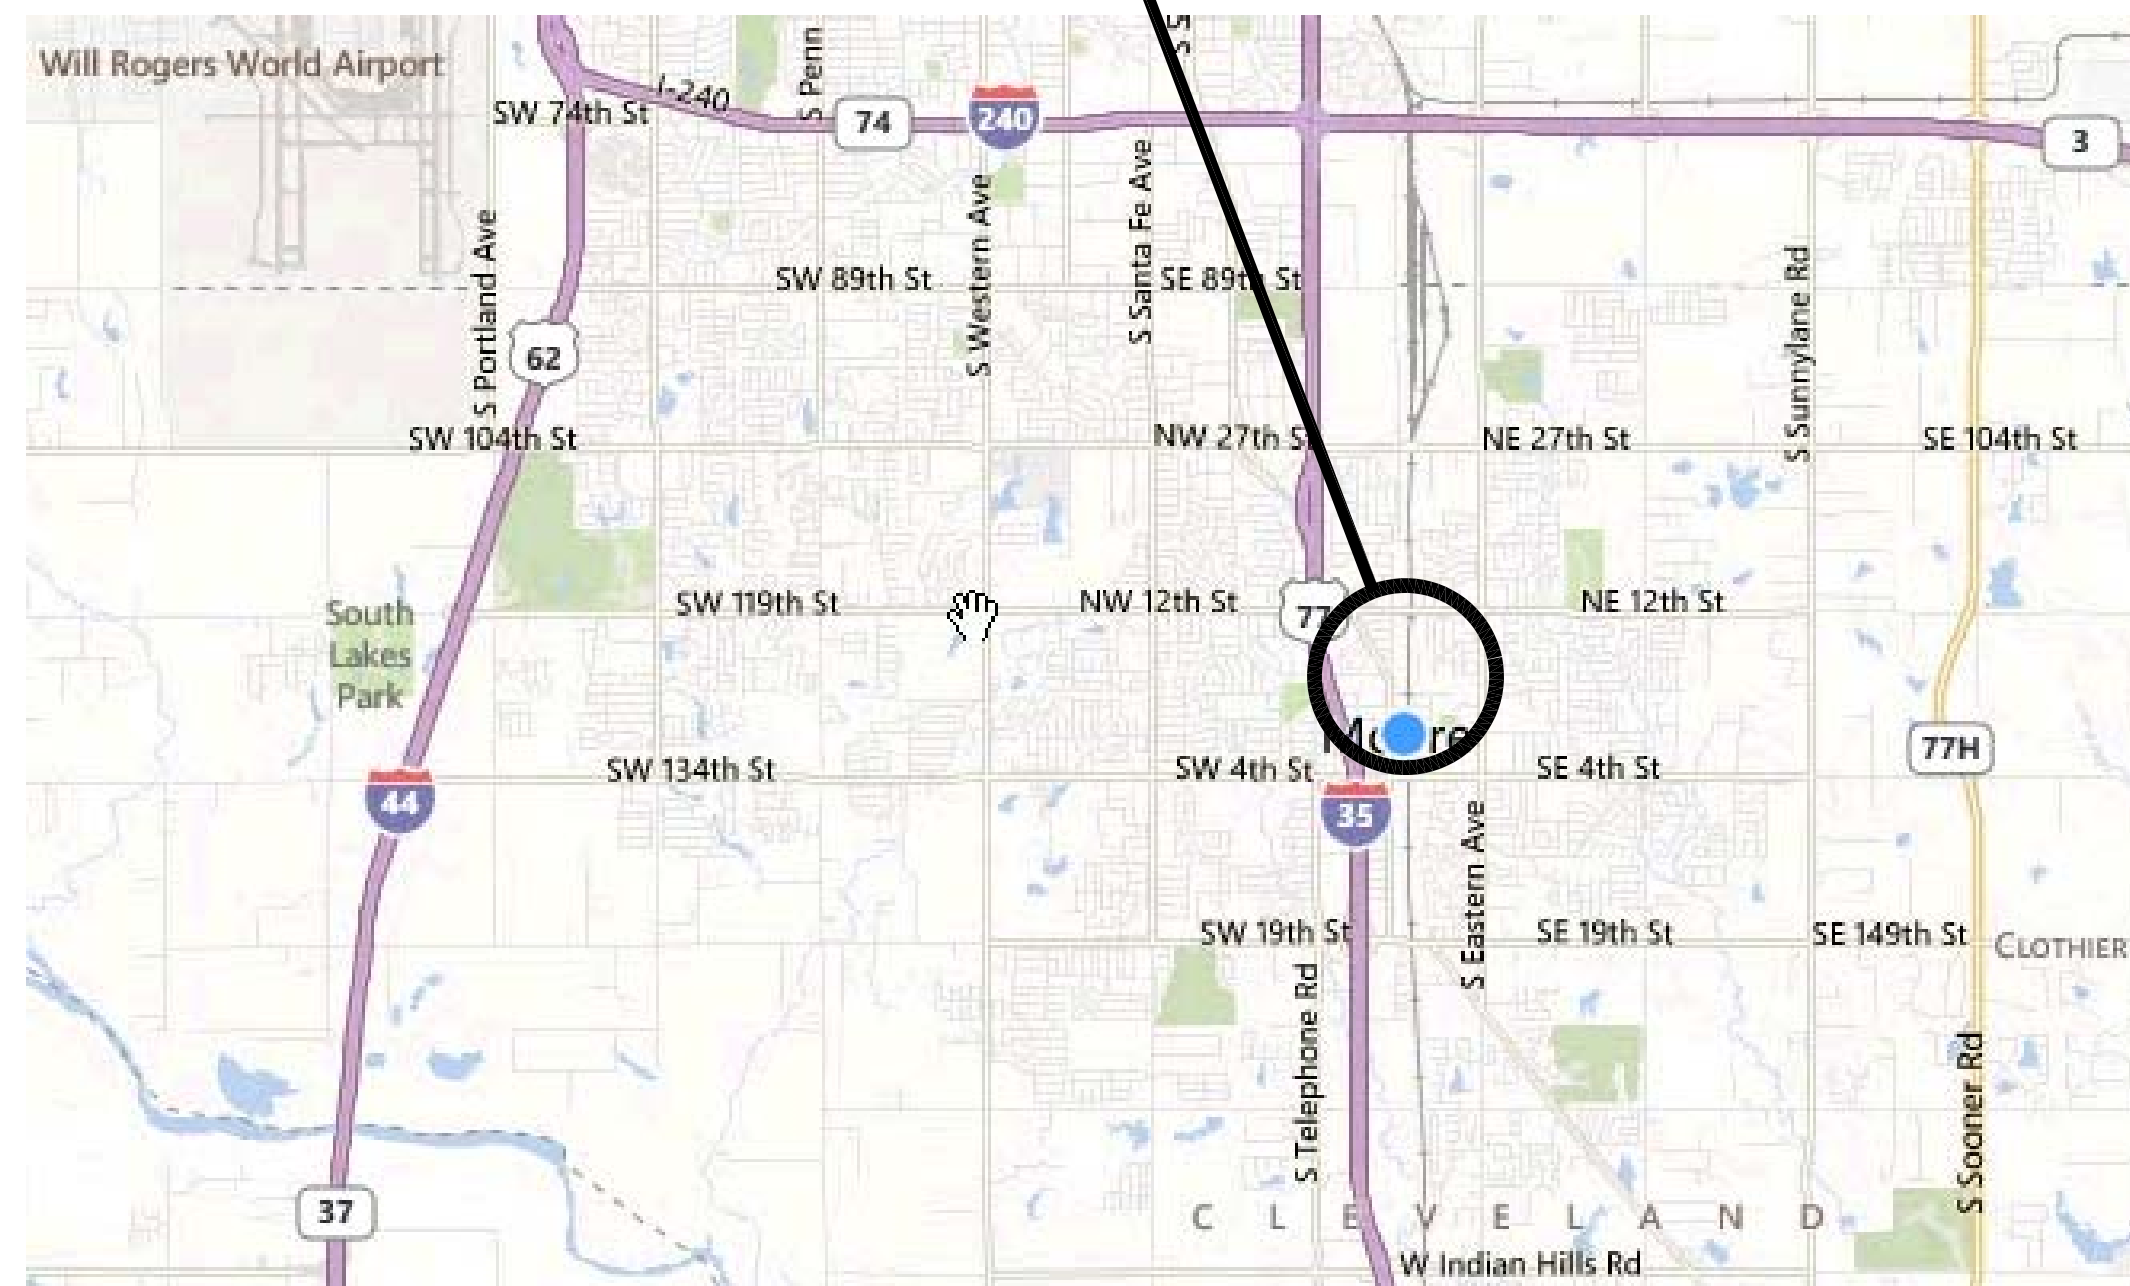 Will Rogers World Airport
S Penn
I-240
SW 74th St
74
240
3
S Portland Ave
S Western Ave
S Santa Fe Ave
SW 89th St
SE 89th St
S Sunnylane Rd
62
SW 104th St
NW 27th S
NE 27th St
SE 104th St
South
Lakes
Park
SW 119th St
NW 12th St
77
NE 12th St
77H
SW 134th St
SW 4th St
SE 4th St
44
35
S Eastern Ave
SW 19th St
SE 19th St
SE 149th St
CLOTHIER
S Telephone Rd
S Sooner Rd
37
CLEVELAND
W Indian Hills Rd